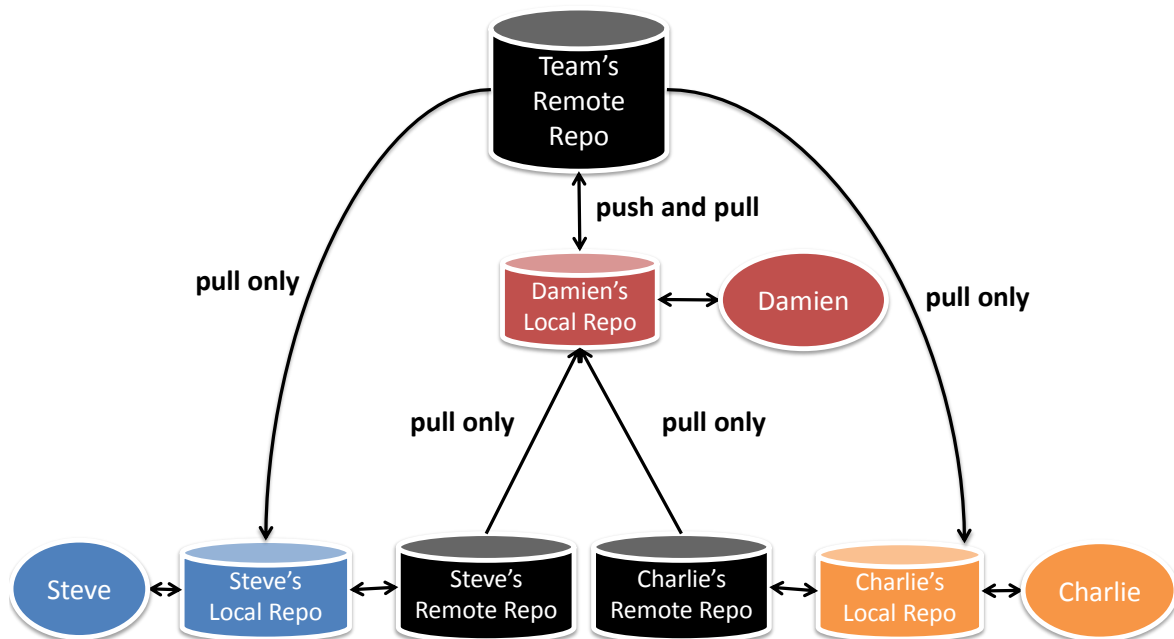 Team's
Remote
Repo
push and pull
pull only
Damien's
Local Repo
Damien
pull only
pull only
pull only
Steve
Steve's
Local Repo
Steve's
Remote Repo
Charlie's
Remote Repo
Charlie's
Local Repo
Charlie